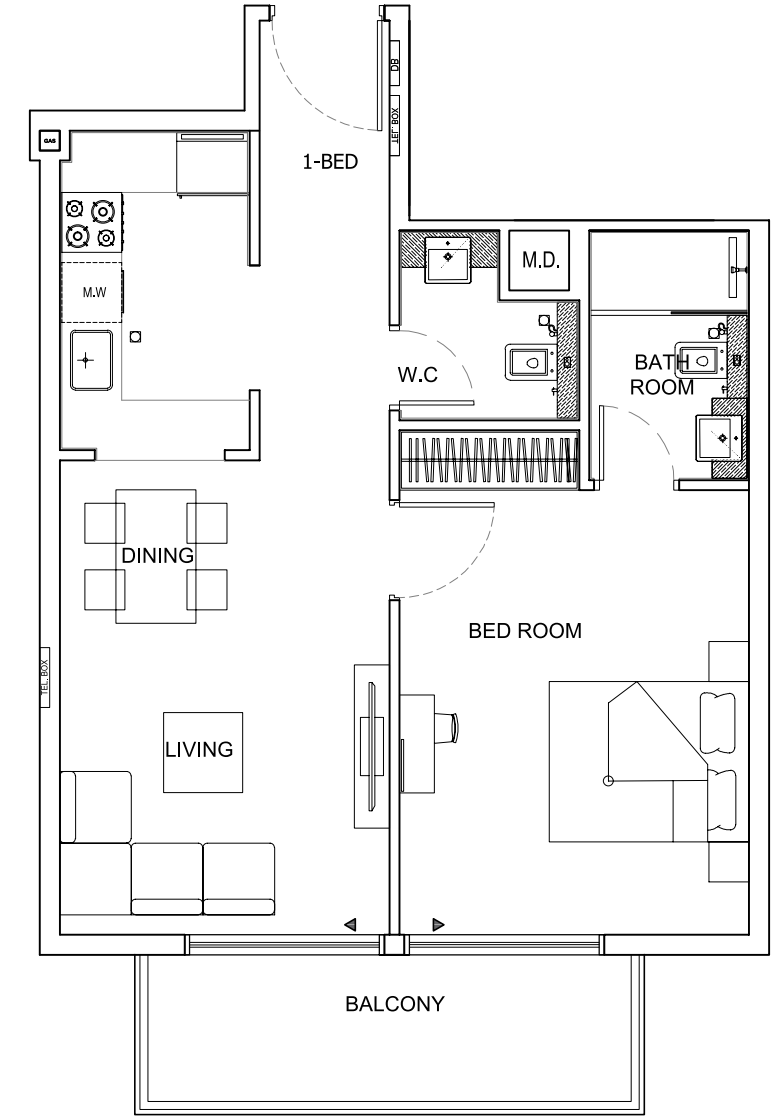 DB
TEL. BOX
GAS
1-BED
M.D.
M.W
W.C
BATH
ROOM
DINING
BED ROOM
TEL. BOX
LIVING
BALCONY